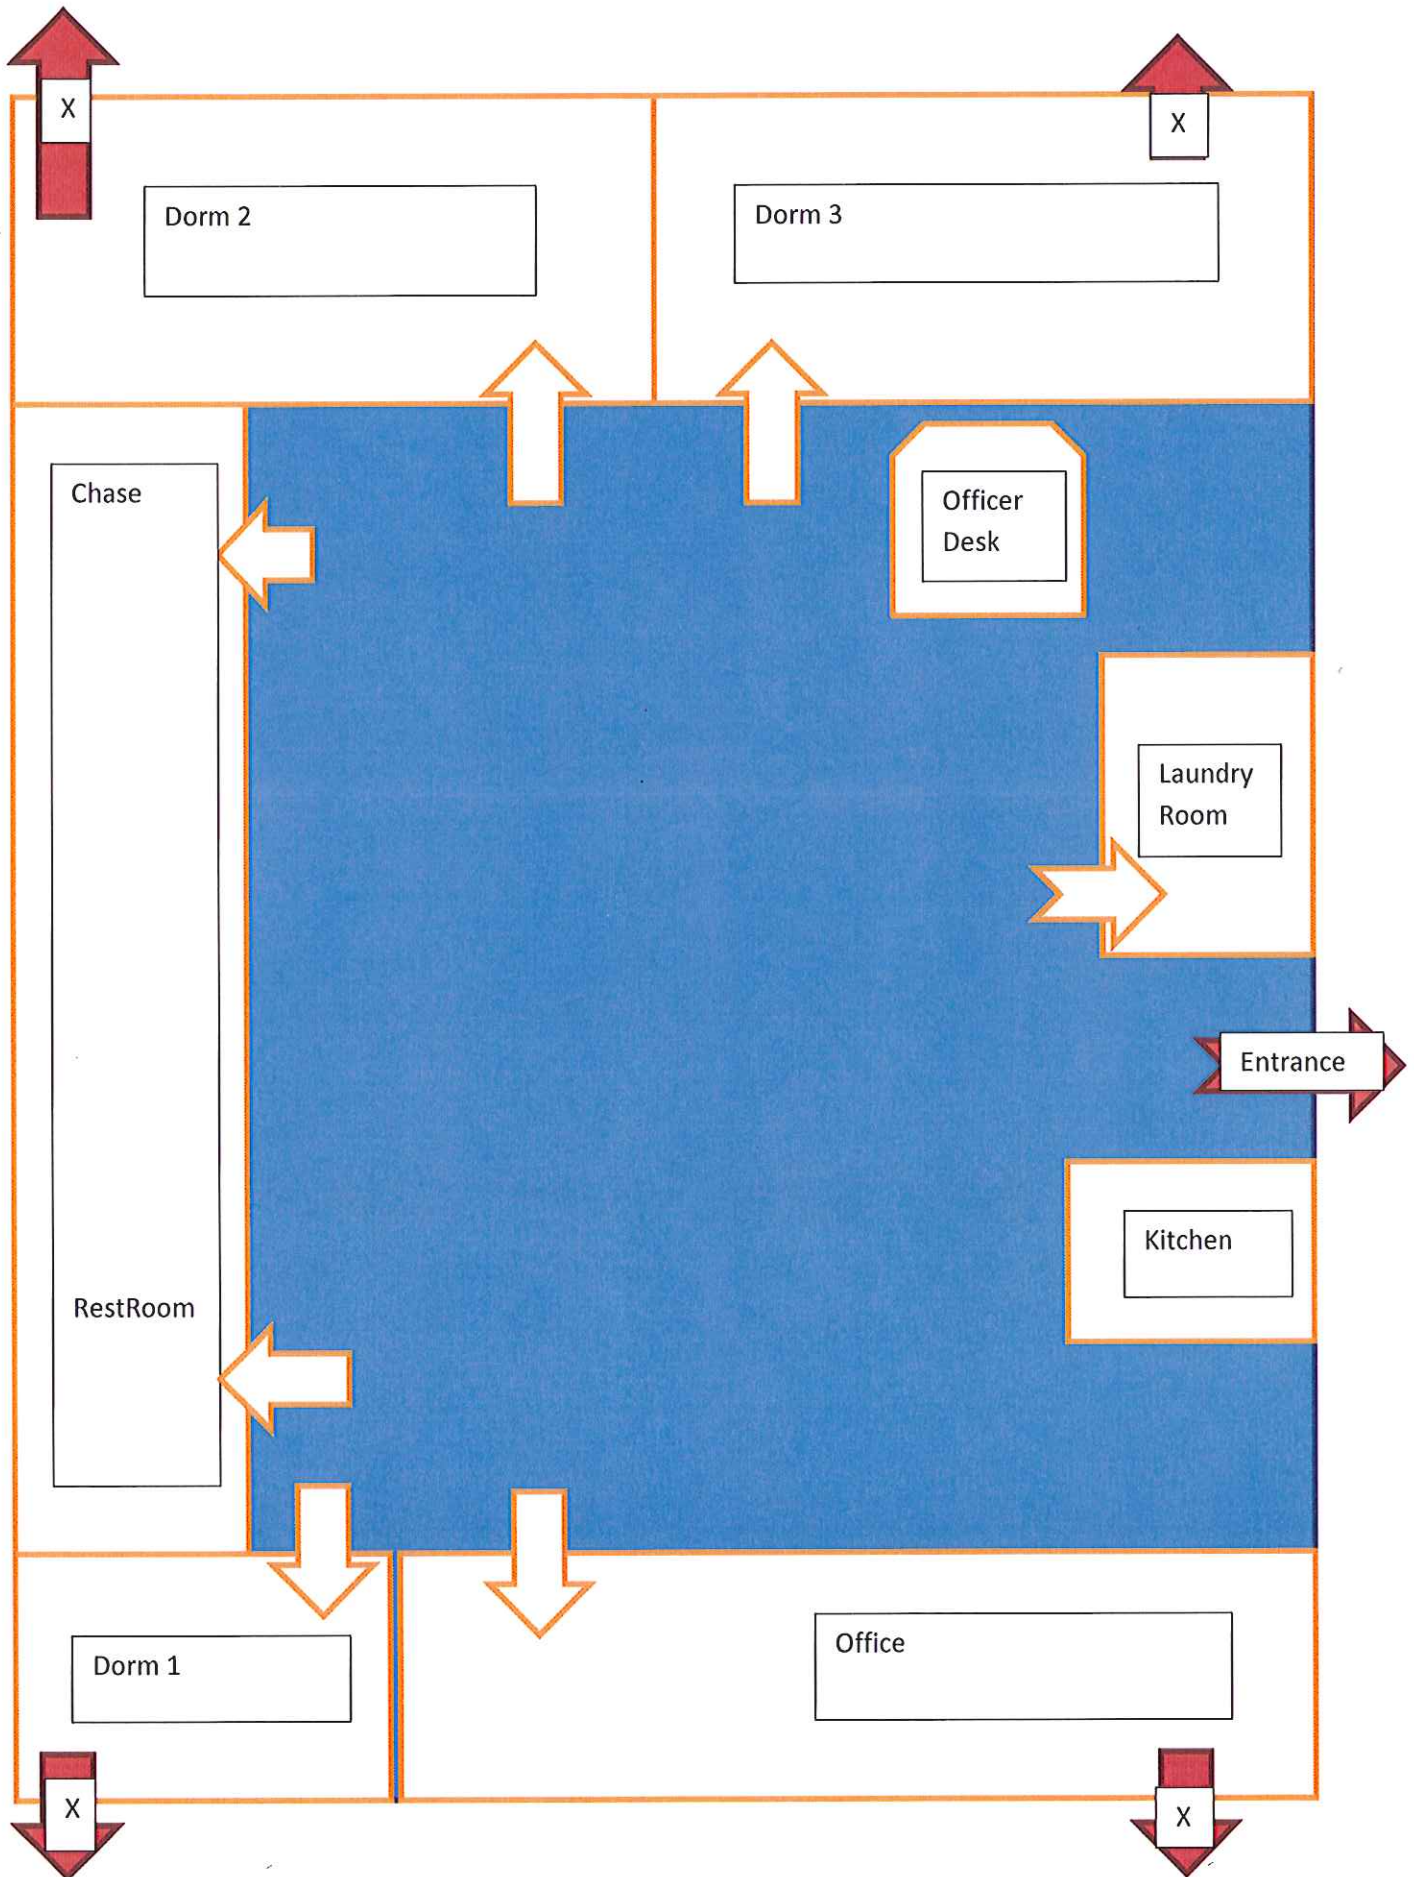 X
X
Dorm 2
Dorm 3
Chase
Officer
Desk
Laundry
Room
Entrance
Kitchen
RestRoom
Office
Dorm 1
X
X